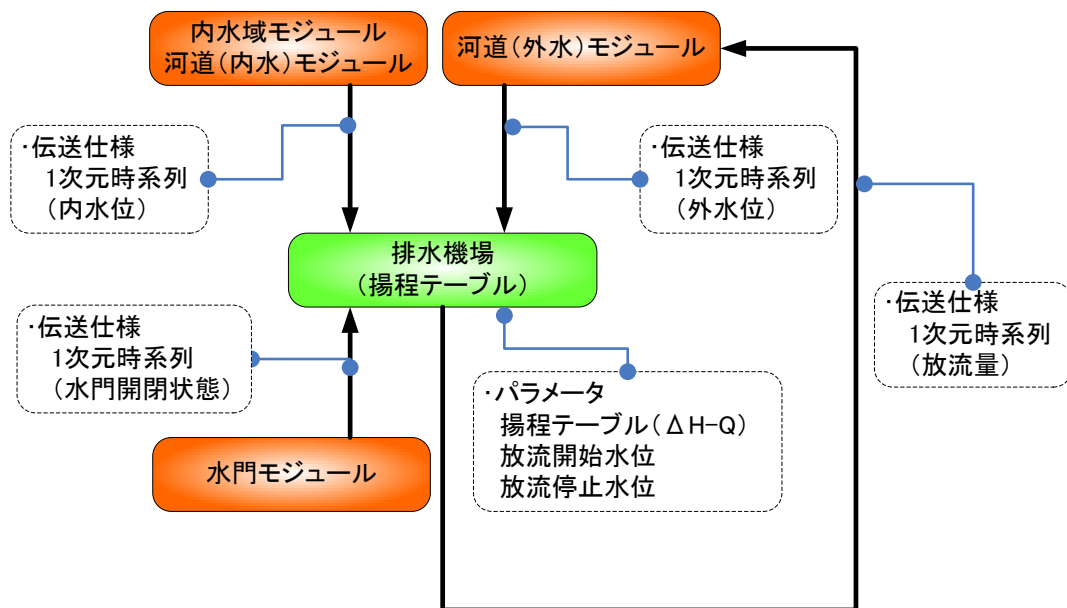 内水域モジュール
河道(内水)モジュール
河道(外水)モジュール
・伝送仕様
1次元時系列
(内水位)
・伝送仕様
1次元時系列
(外水位)
排水機場
(揚程テーブル)
・伝送仕様
1次元時系列
(水門開閉状態)
・伝送仕様
1次元時系列
(放流量)
・パラメータ
揚程テーブル(ΔH-Q)
放流開始水位
放流停止水位
水門モジュール